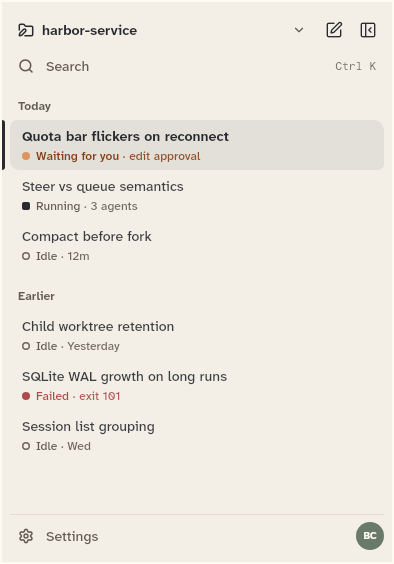 harbor-service
Search Ctrl K
Today
Quota bar flickers on reconnect
Waiting for you · edit approval
Steer vs queue semantics
Running · 3 agents
Compact before fork
Idle · 12m
Earlier
Child worktree retention
Idle · Yesterday
SQLite WAL growth on long runs
Failed · exit 101
Session list grouping
Idle · Wed
Settings BC